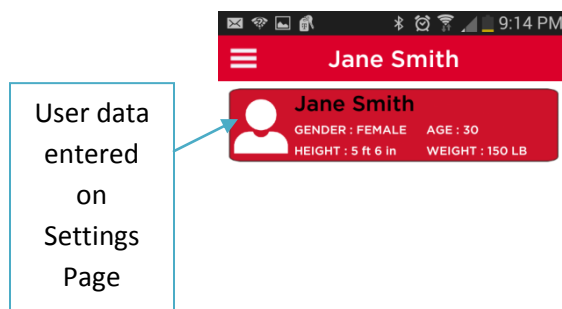 9:14 PM
Jane Smith
Jane Smith
GENDER : FEMALE AGE : 30
HEIGHT : 5 ft 6 in WEIGHT : 150 LB
User data
entered
on
Settings
Page